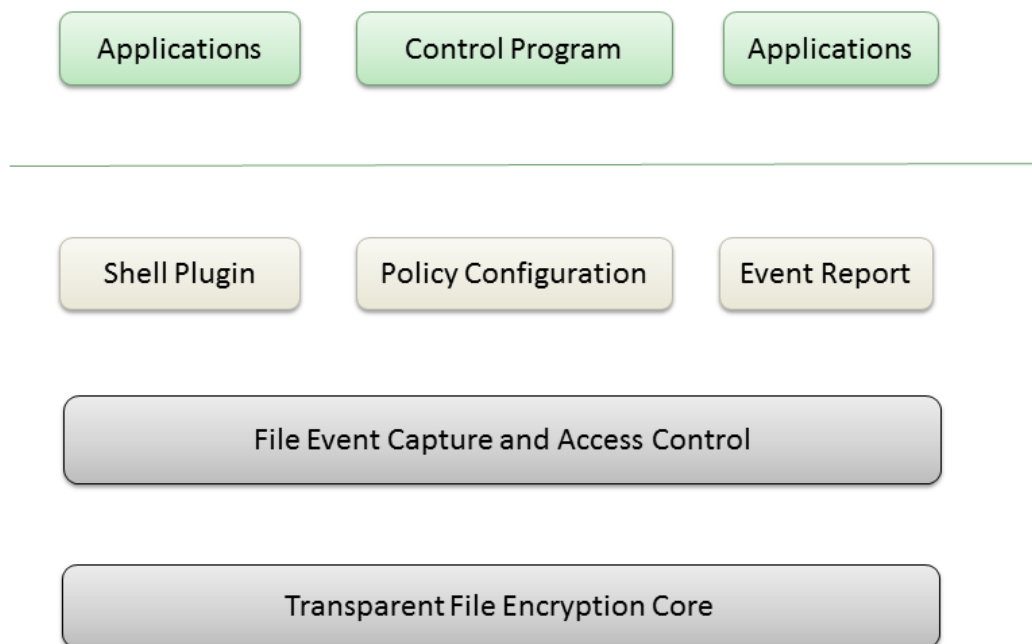 Applications
Control Program
Applications
Shell Plugin
Policy Configuration
Event Report
File Event Capture and Access Control
Transparent File Encryption Core